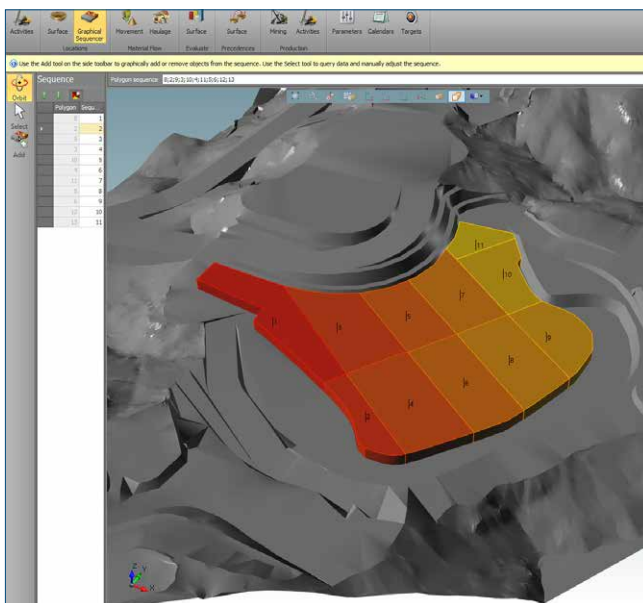 Activities Surface Graphical Sequencer Movement Haulage Surface Surface Mining Activities Parameters Calendars Targets
Locations Material Flow Evaluate Precedences Production
Use the Add tool on the side toolbar to graphically add or remove objects from the sequence. Use the Select tool to query data and manually adjust the sequence.
Orbit
Select
Add
Sequence
Polygon Sequ...
1
2
3
4
10 5
6
7
8
9
12 10
13 11
Polygon sequence
11
10
7
5
3
1
9
8
6
4
2
Z
Y
X